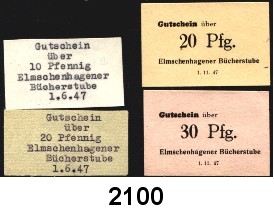 Gutschein
über
10 Pfennig
Elmschenhagener
Bücherstube
1.6.47
Gutschein
über
20 Pfennig
Elmschenhagener
Bücherstube
1.6.47
Gutschein über
20 Pfg.
Elmschenhagener Bücherstube
1. 11. 47
Gutschein über
30 Pfg.
Elmschenhagener Bücherstube
1. 11. 47
2100